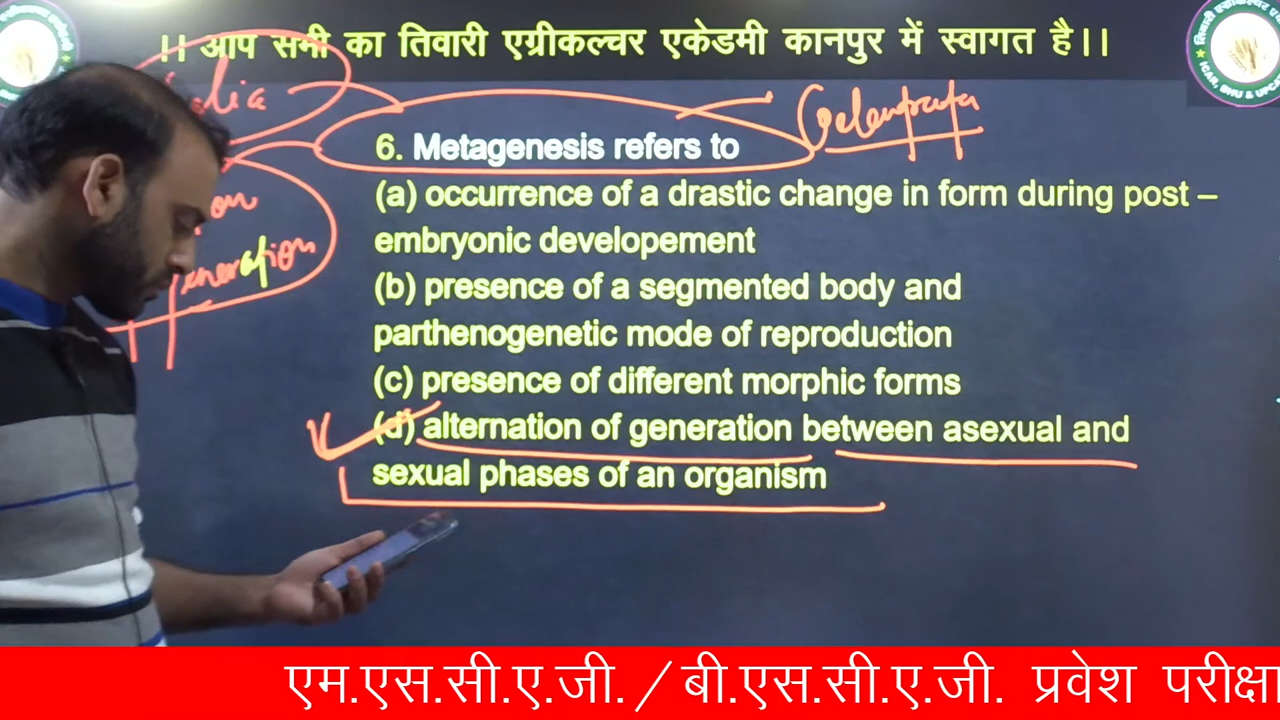 ।। आप सभी का तिवारी एग्रीकल्चर एकेडमी कानपुर में स्वागत है।।
6. Metagenesis refers to
(a) occurrence of a drastic change in form during post –
embryonic developement
(b) presence of a segmented body and
parthenogenetic mode of reproduction
(c) presence of different morphic forms
(d) alternation of generation between asexual and
sexual phases of an organism
एम.एस.सी.ए.जी. / बी.एस.सी.ए.जी. प्रवेश परीक्षा